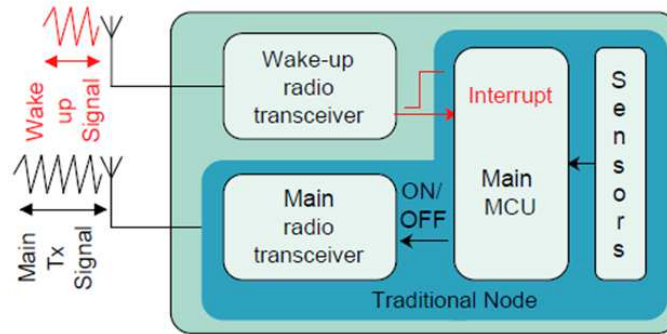 Wake
up
Signal
Wake-up
radio
transceiver
Interrupt
Main
MCU
Sensors
Main
Tx
Signal
Main
radio
transceiver
ON/
OFF
Traditional Node